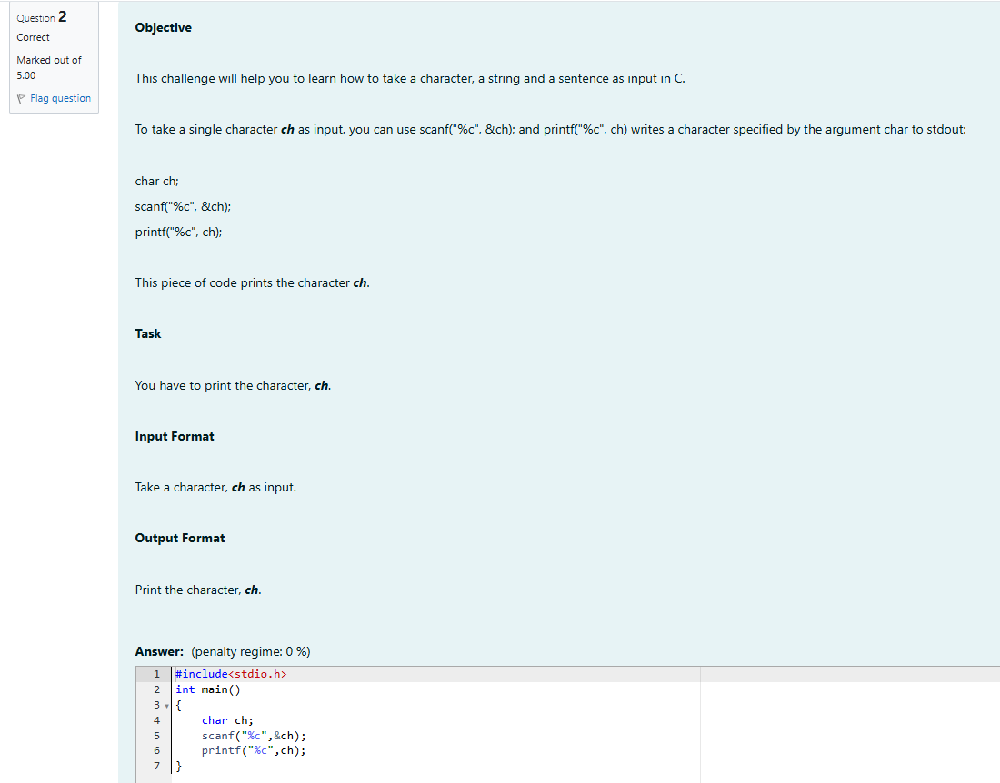 Question 2
Correct
Marked out of
5.00
Flag question
Objective
This challenge will help you to learn how to take a character, a string and a sentence as input in C.
To take a single character ch as input, you can use scanf("%c", &ch); and printf("%c", ch) writes a character specified by the argument char to stdout:
char ch;
scanf("%c", &ch);
printf("%c", ch);
This piece of code prints the character ch.
Task
You have to print the character, ch.
Input Format
Take a character, ch as input.
Output Format
Print the character, ch.
Answer: (penalty regime: 0 %)
1 #include<stdio.h>
2 int main()
3 {
4     char ch;
5     scanf("%c",&ch);
6     printf("%c",ch);
7 }